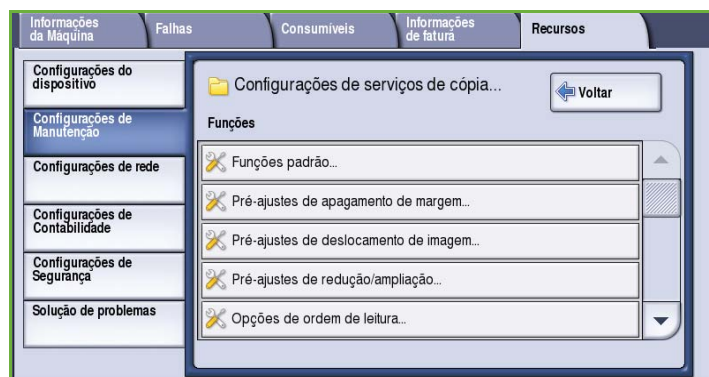 Informações
da Máquina
Falhas
Consumíveis
Informações
de fatura
Recursos
Configurações do
dispositivo
Configurações de
Manutenção
Configurações de rede
Configurações de
Contabilidade
Configurações de
Segurança
Solução de problemas
Configurações de serviços de cópia...
Voltar
Funções
Funções padrão...
Pré-ajustes de apagamento de margem...
Pré-ajustes de deslocamento de imagem...
Pré-ajustes de redução/ampliação...
Opções de ordem de leitura...